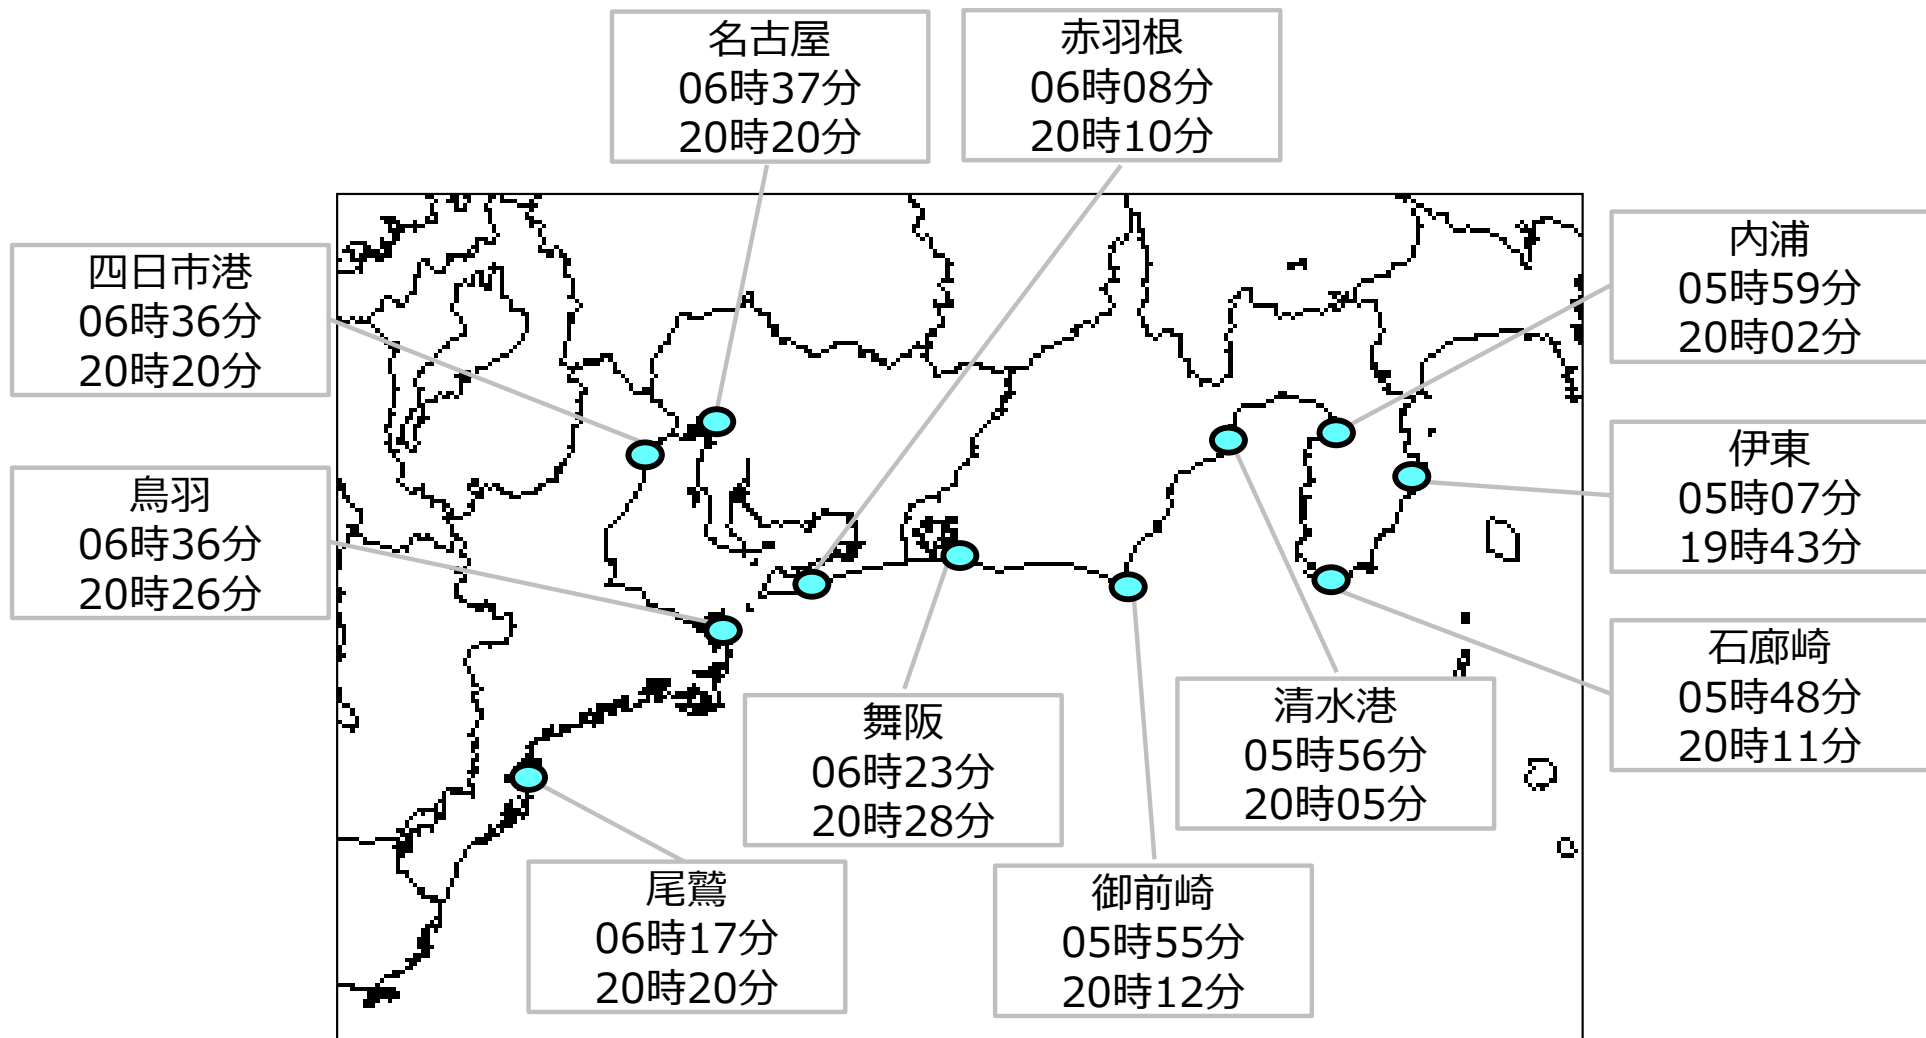 名古屋
06時37分
20時20分
赤羽根
06時08分
20時10分
四日市港
06時36分
20時20分
内浦
05時59分
20時02分
鳥羽
06時36分
20時26分
伊東
05時07分
19時43分
石廊崎
05時48分
20時11分
舞阪
06時23分
20時28分
清水港
05時56分
20時05分
尾鷲
06時17分
20時20分
御前崎
05時55分
20時12分